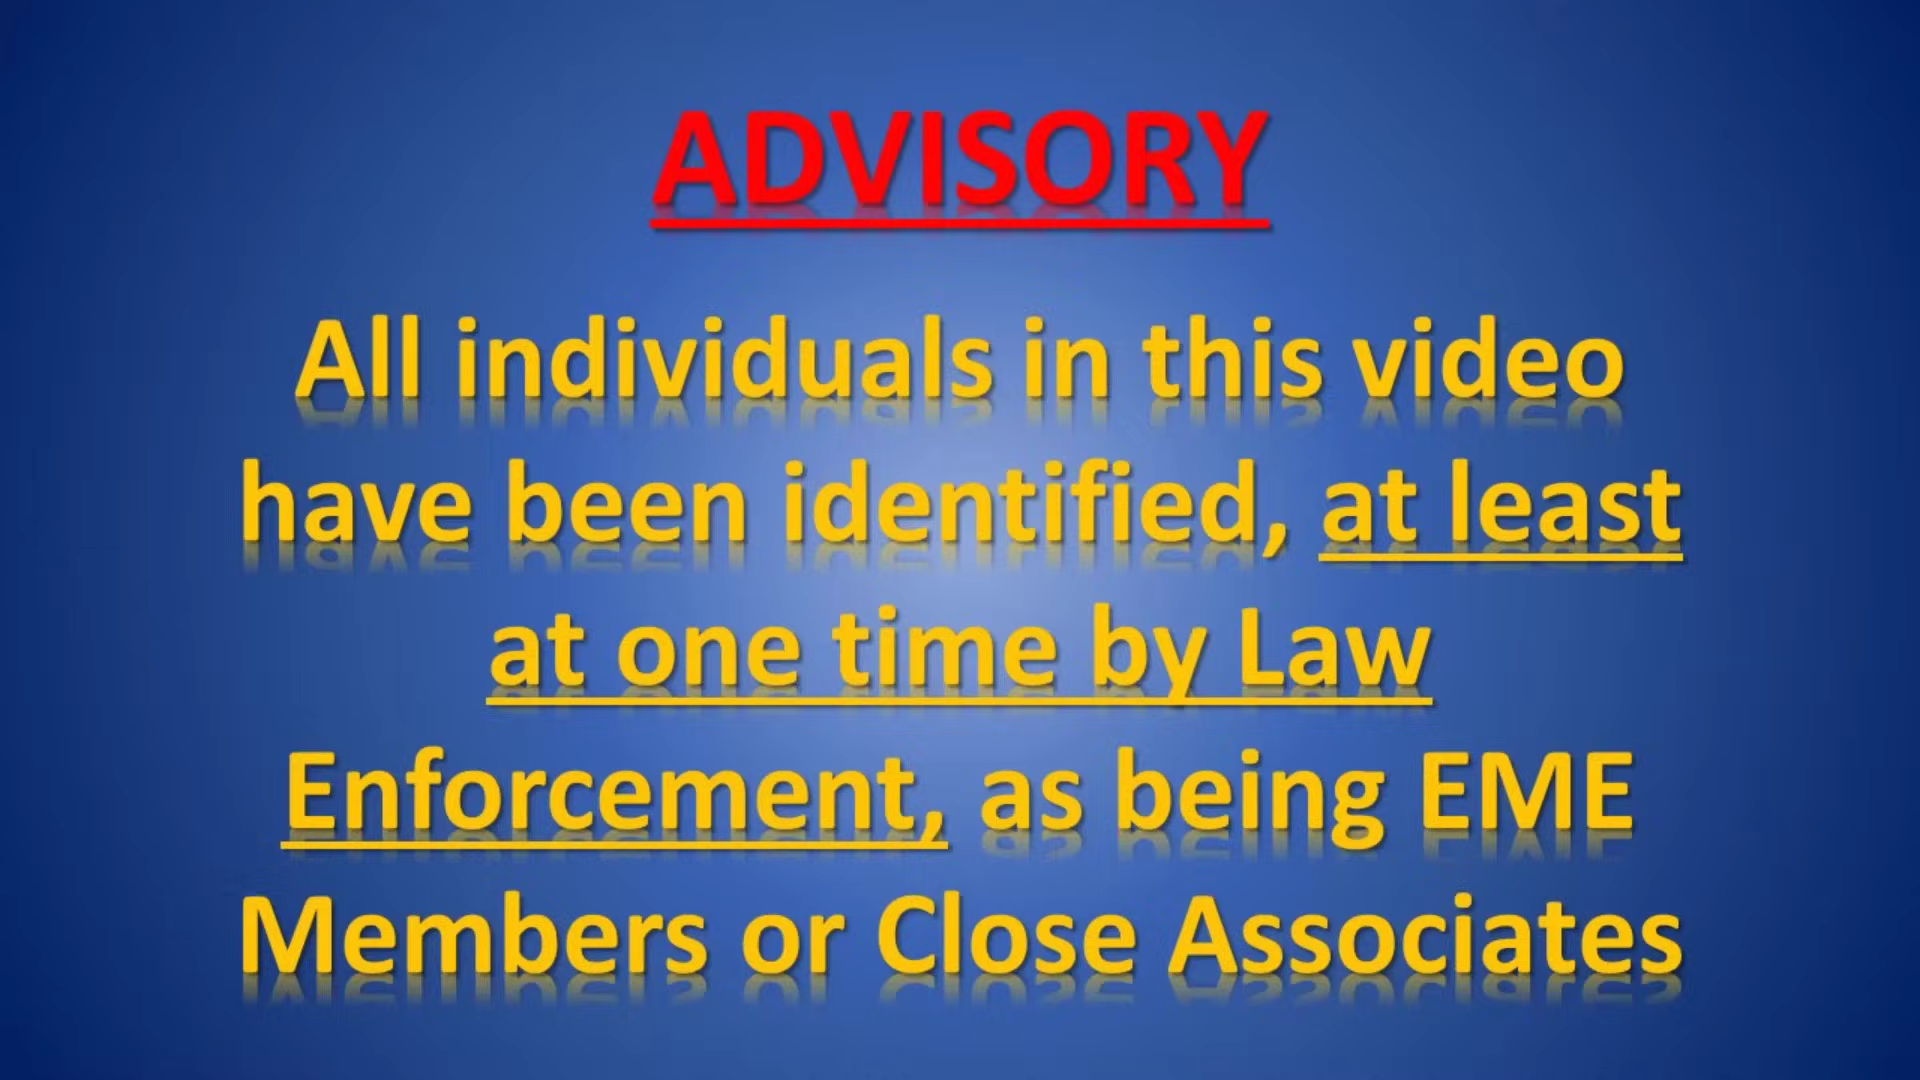 ADVISORY
All individuals in this video
have been identified, at least
at one time by Law
Enforcement, as being EME
Members or Close Associates